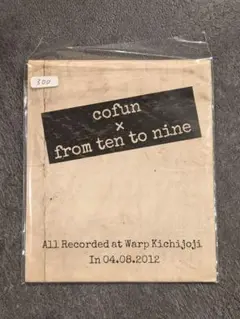 300
cofun
×
from ten to nine
All Recorded at Warp Kichijoji
In 04.08.2012